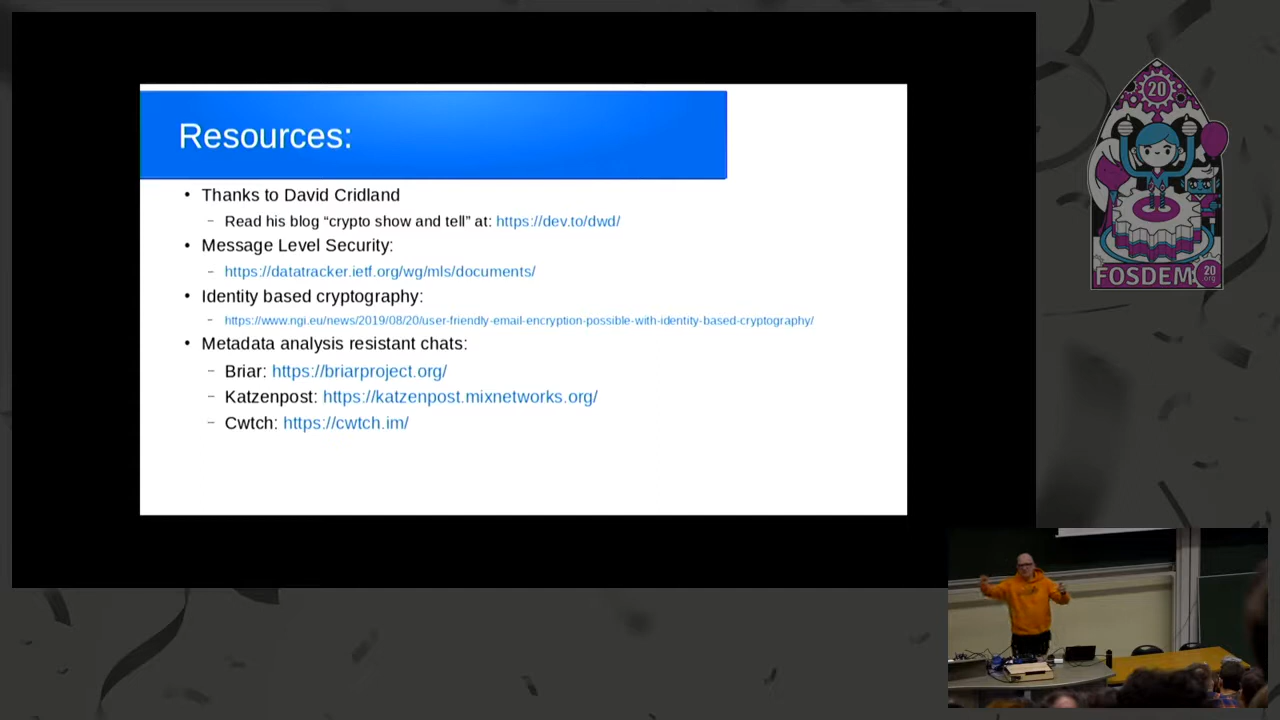 Resources:
• Thanks to David Cridland
– Read his blog “crypto show and tell” at: https://dev.to/dwd/
• Message Level Security:
– https://datatracker.ietf.org/wg/mls/documents/
• Identity based cryptography:
– https://www.ngi.eu/news/2019/08/20/user-friendly-email-encryption-possible-with-identity-based-cryptography/
• Metadata analysis resistant chats:
– Briar: https://briarproject.org/
– Katzenpost: https://katzenpost.mixnetworks.org/
– Cwtch: https://cwtch.im/
20
FOSDEM 20
.org